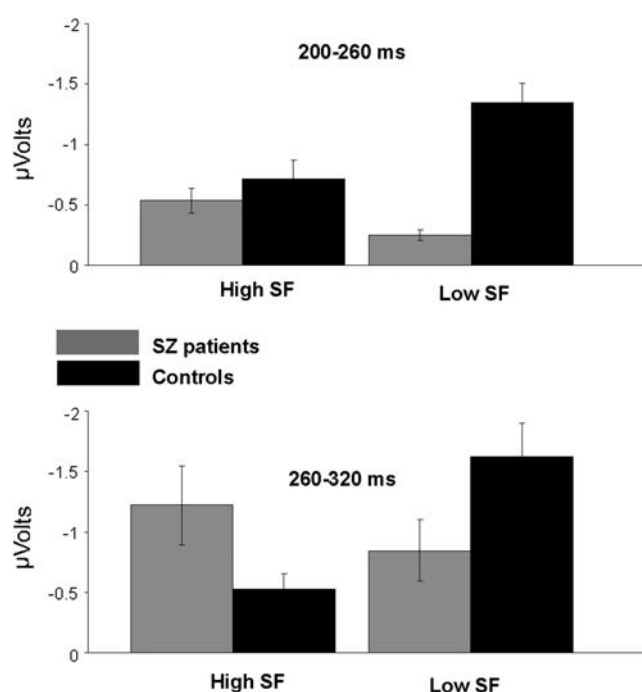 -2
200-260 ms
-1.5
µVolts
-1
-0.5
0
High SF
Low SF
SZ patients
Controls
-2
-1.5
260-320 ms
µVolts
-1
-0.5
0
High SF
Low SF